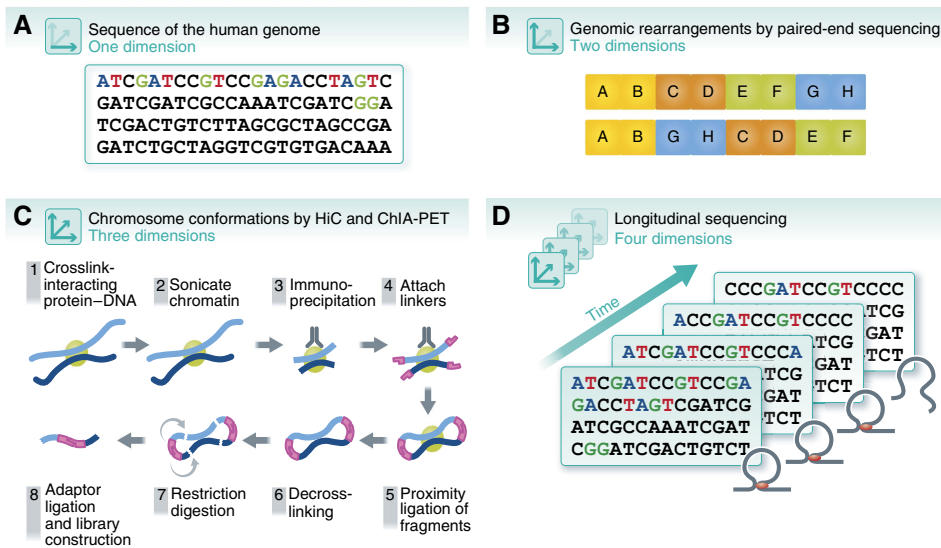 A
Sequence of the human genome
One dimension
ATCGATCCGTCCGAGACCTAGTC
GATCGATCGCCAAATCGATCGGA
TCGACTGTCTTAGCGCTAGCCGA
GATCTGCTAGGTCGTGTGACAAA
B
Genomic rearrangements by paired-end sequencing
Two dimensions
A B C D E F G H
A B G H C D E F
C
Chromosome conformations by HiC and ChIA-PET
Three dimensions
1 Crosslink-
interacting
protein–DNA
2 Sonicate
chromatin
3 Immuno-
precipitation
4 Attach
linkers
8 Adaptor
ligation
and library
construction
7 Restriction
digestion
6 Decross-
linking
5 Proximity
ligation of
fragments
D
Longitudinal sequencing
Four dimensions
Time
CCCGATCCGTCCCC
TCG
GAT
TCT
ACCGATCCGTCCCC
TCG
GAT
TCT
ATCGATCCGTCCCA
TCG
GAT
TCT
ATCGATCCGTCCGA
GACCTAGTCGATCG
ATCGCCAAATCGAT
CGGATCGACTGTCT